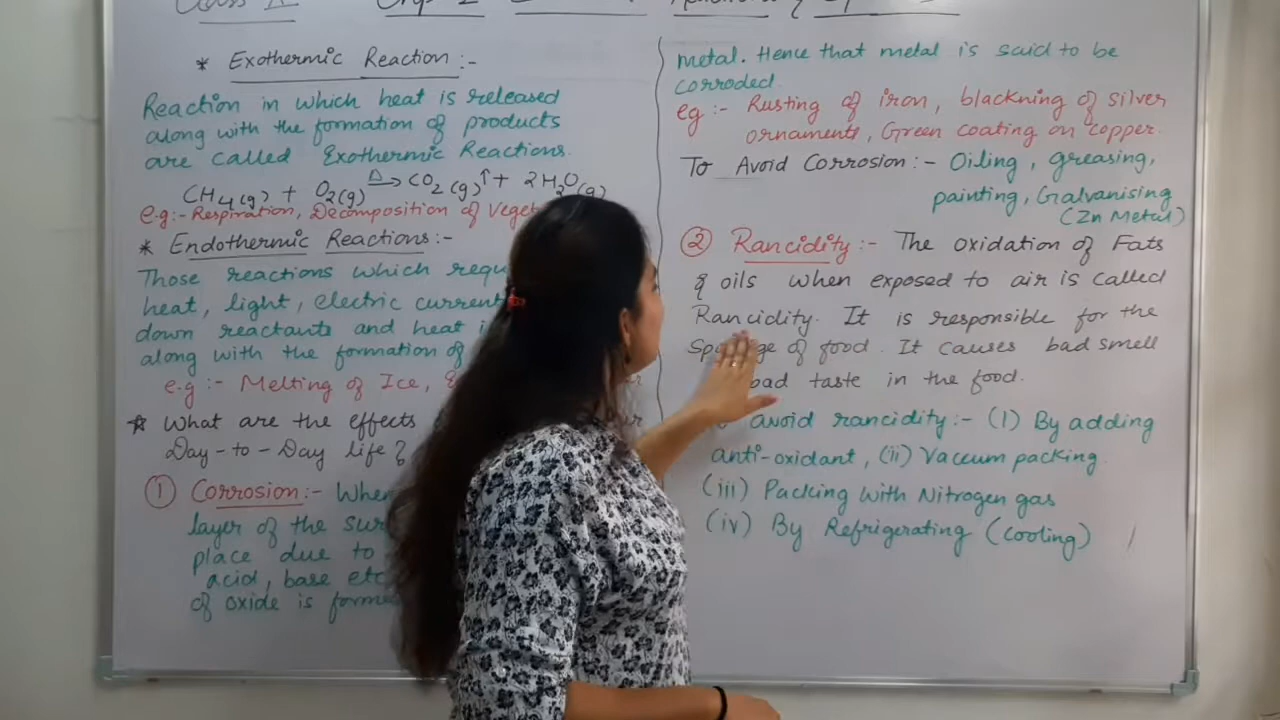 * Exothermic Reaction :-
Reaction in which heat is released
along with the formation of products
are called Exothermic Reactions.
CH4(g) + O2(g) Δ→ CO2(g)↑ + 2H2O(g)
e.g:- Respiration, Decomposition of
* Endothermic Reactions:-
Those reactions which
heat, light, electric current
down reactants and heat
along with the formation of
e.g :- Melting of Ice,
☆ What are the effects
Day-to-Day life?
① Corrosion:- When
layer of the
place due to
acid, base etc
of oxide is
metal. Hence that metal is said to be
corroded.
eg :- Rusting of iron, blackning of silver
ornaments, Green coating on copper.
To Avoid Corrosion:- Oiling, greasing,
painting, Galvanising
(Zn Metal)
② Rancidity:- The oxidation of Fats
& oils when exposed to air is called
Rancidity. It is responsible for the
of food. It causes bad smell
bad taste in the food.
avoid rancidity:- (1) By adding
anti-oxidant, (ii) Vaccum packing.
(iii) Packing with Nitrogen gas
(iv) By Refrigerating (cooling)